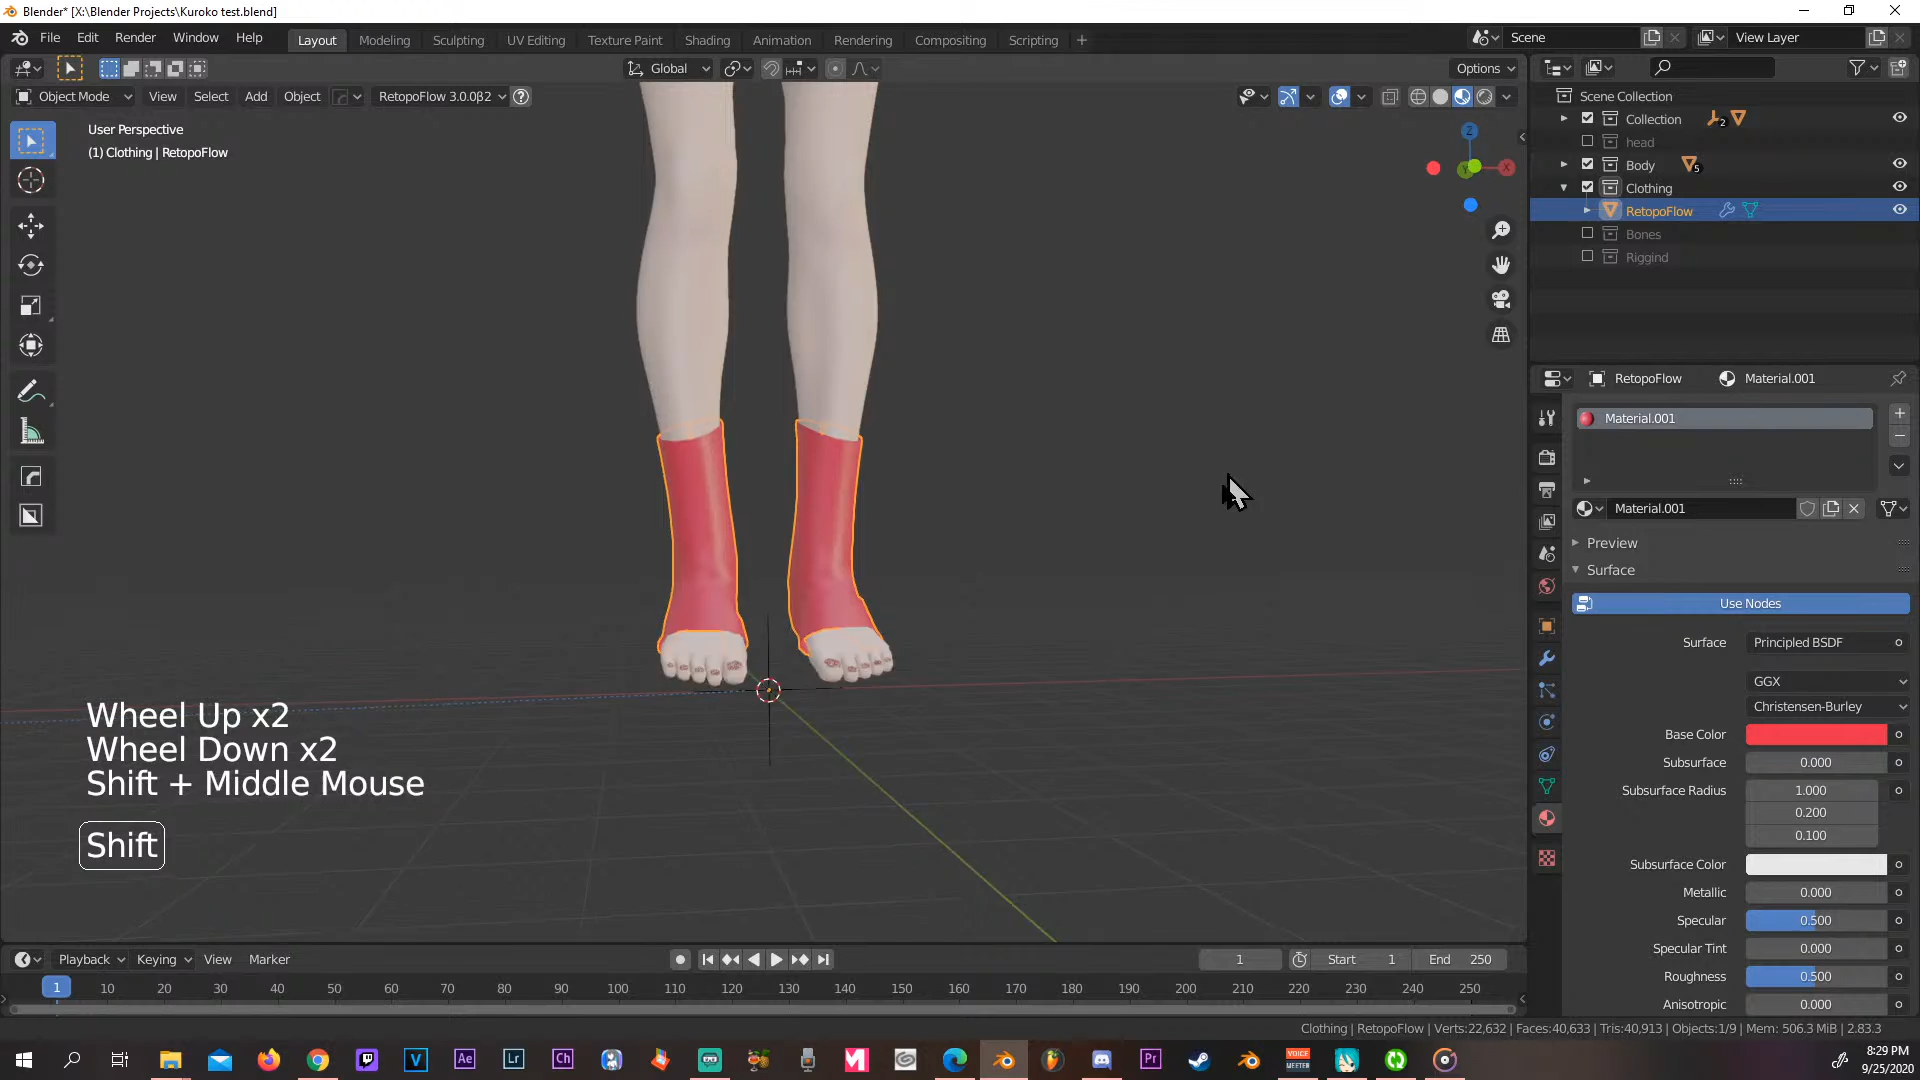 Blender* [X:\Blender Projects\Kuroko test.blend]
File Edit Render Window Help Layout Modeling Sculpting UV Editing Texture Paint Shading Animation Rendering Compositing Scripting + Scene View Layer
Global Options
Object Mode View Select Add Object RetopoFlow 3.0.0β2 ?
User Perspective
(1) Clothing | RetopoFlow
Z
X
Y
Scene Collection
Collection 2
head
Body 5
Clothing
RetopoFlow
Bones
Riggind
RetopoFlow Material.001
Material.001
Material.001
Preview
Surface
Use Nodes
Surface Principled BSDF
GGX
Christensen-Burley
Base Color
Subsurface 0.000
Subsurface Radius 1.000
0.200
0.100
Subsurface Color
Metallic 0.000
Specular 0.500
Specular Tint 0.000
Roughness 0.500
Anisotropic 0.000
Wheel Up x2
Wheel Down x2
Shift + Middle Mouse
Shift
Playback Keying View Marker 1 Start 1 End 250
1 10 20 30 40 50 60 70 80 90 100 110 120 130 140 150 160 170 180 190 200 210 220 230 240 250
Clothing | RetopoFlow | Verts:22,632 | Faces:40,633 | Tris:40,913 | Objects:1/9 | Mem: 506.3 MiB | 2.83.3
V Ae Lr Ch M Pr VOICE MEETER
8:29 PM
9/25/2020